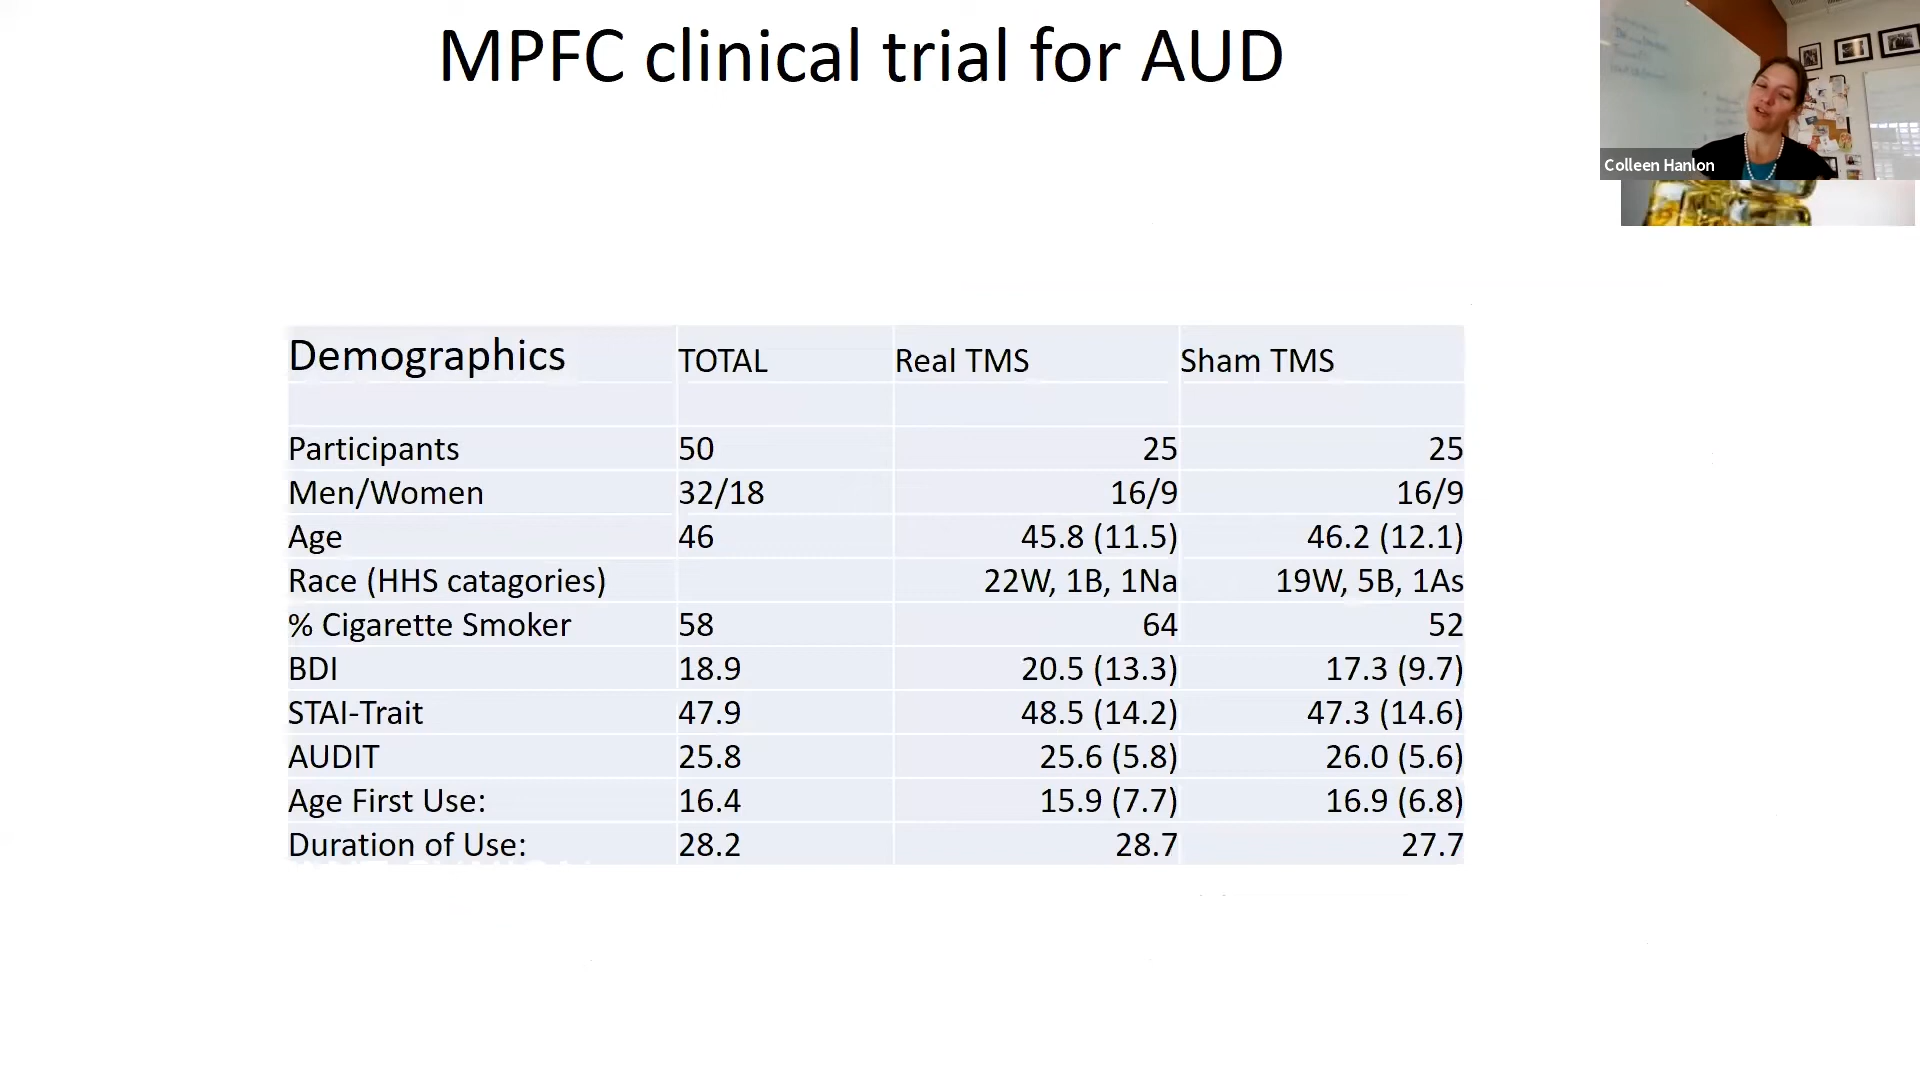 MPFC clinical trial for AUD
Colleen Hanlon
Demographics TOTAL Real TMS Sham TMS
Participants 50 25 25
Men/Women 32/18 16/9 16/9
Age 46 45.8 (11.5) 46.2 (12.1)
Race (HHS catagories) 22W, 1B, 1Na 19W, 5B, 1As
% Cigarette Smoker 58 64 52
BDI 18.9 20.5 (13.3) 17.3 (9.7)
STAI-Trait 47.9 48.5 (14.2) 47.3 (14.6)
AUDIT 25.8 25.6 (5.8) 26.0 (5.6)
Age First Use: 16.4 15.9 (7.7) 16.9 (6.8)
Duration of Use: 28.2 28.7 27.7